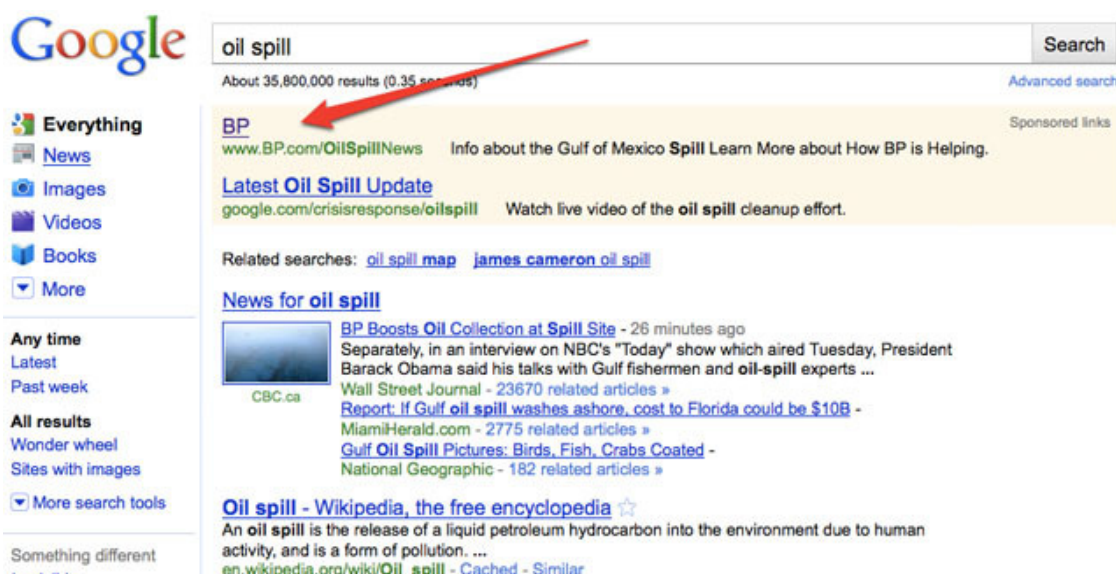 Google
oil spill
Search
About 35,800,000 results (0.35 seconds)
Advanced search
Everything
News
Images
Videos
Books
More
Any time
Latest
Past week
All results
Wonder wheel
Sites with images
More search tools
Something different
BP
Sponsored links
www.BP.com/OilSpillNews Info about the Gulf of Mexico Spill Learn More about How BP is Helping.
Latest Oil Spill Update
google.com/crisisresponse/oilspill Watch live video of the oil spill cleanup effort.
Related searches: oil spill map james cameron oil spill
News for oil spill
BP Boosts Oil Collection at Spill Site - 26 minutes ago
Separately, in an interview on NBC's "Today" show which aired Tuesday, President
Barack Obama said his talks with Gulf fishermen and oil-spill experts ...
CBC.ca
Wall Street Journal - 23670 related articles »
Report: If Gulf oil spill washes ashore, cost to Florida could be $10B -
MiamiHerald.com - 2775 related articles »
Gulf Oil Spill Pictures: Birds, Fish, Crabs Coated -
National Geographic - 182 related articles »
Oil spill - Wikipedia, the free encyclopedia
An oil spill is the release of a liquid petroleum hydrocarbon into the environment due to human
activity, and is a form of pollution. ...
en.wikipedia.org/wiki/Oil_spill - Cached - Similar